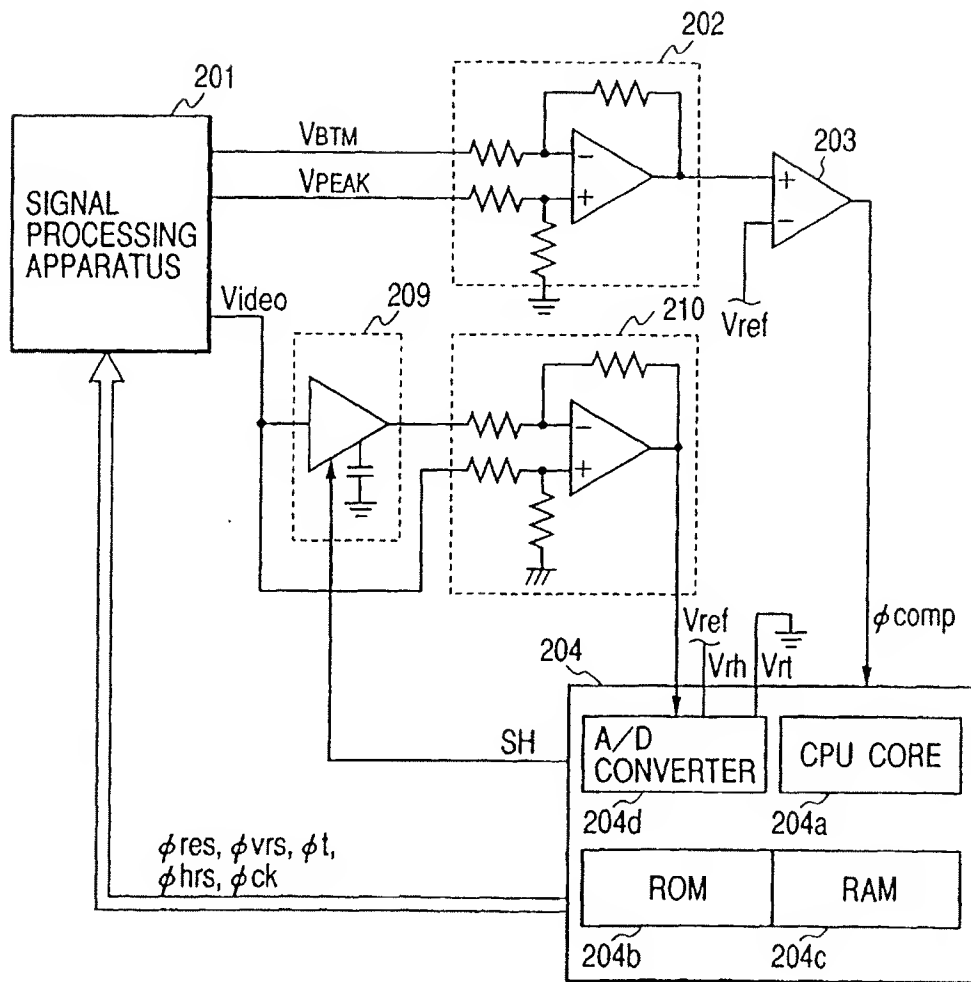 202
201
203
VBTM
VPEAK
+
−
−
+
SIGNAL
PROCESSING
APPARATUS
Video
209
210
Vref
−
+
Vref
Vrh
Vrt
ϕcomp
204
SH
A/D
CONVERTER
CPU CORE
204d
204a
ϕres, ϕvrs, ϕt,
ϕhrs, ϕck
ROM
RAM
204b
204c